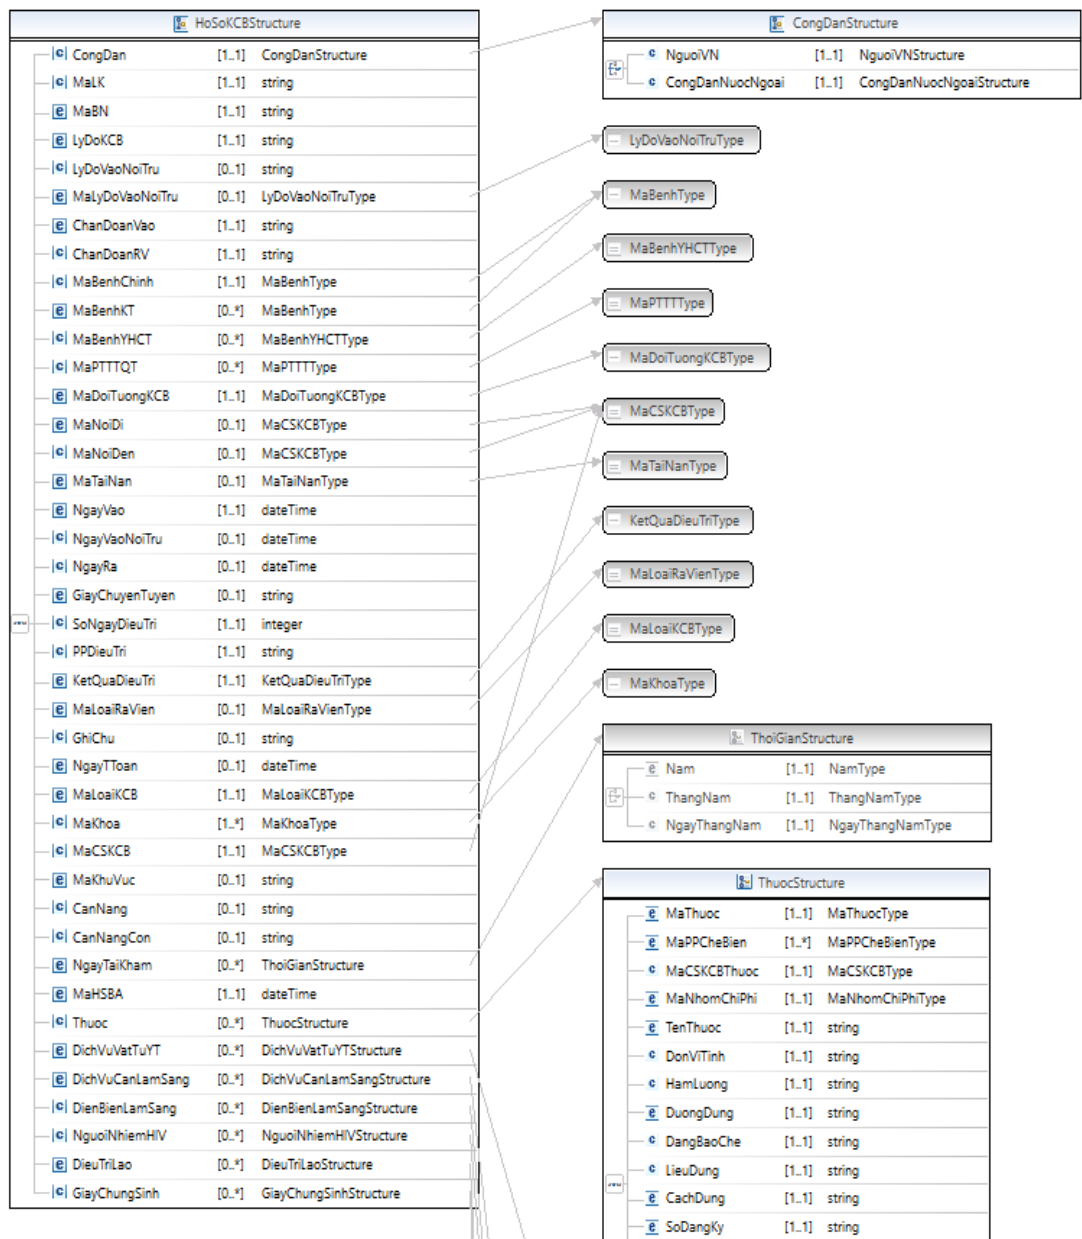 HoSoKCBStructure
CongDan [1..1] CongDanStructure
MaLK [1..1] string
MaBN [1..1] string
LyDoKCB [1..1] string
LyDoVaoNoiTru [0..1] string
MaLyDoVaoNoiTru [0..1] LyDoVaoNoiTruType
ChanDoanVao [1..1] string
ChanDoanRV [1..1] string
MaBenhChinh [1..1] MaBenhType
MaBenhKT [0..*] MaBenhType
MaBenhYHCT [0..*] MaBenhYHCTType
MaPTTTQT [0..*] MaPTTTType
MaDoiTuongKCB [1..1] MaDoiTuongKCBType
MaNoiDi [0..1] MaCSKCBType
MaNoiDen [0..1] MaCSKCBType
MaTaiNan [0..1] MaTaiNanType
NgayVao [1..1] dateTime
NgayVaoNoiTru [0..1] dateTime
NgayRa [0..1] dateTime
GiayChuyenTuyen [0..1] string
SoNgayDieuTri [1..1] integer
PPDieuTri [1..1] string
KetQuaDieuTri [1..1] KetQuaDieuTriType
MaLoaiRaVien [0..1] MaLoaiRaVienType
GhiChu [0..1] string
NgayTToan [0..1] dateTime
MaLoaiKCB [1..1] MaLoaiKCBType
MaKhoa [1..*] MaKhoaType
MaCSKCB [1..1] MaCSKCBType
MaKhuVuc [0..1] string
CanNang [0..1] string
CanNangCon [0..1] string
NgayTaiKham [0..*] ThoiGianStructure
MaHSBA [1..1] dateTime
Thuoc [0..*] ThuocStructure
DichVuVatTuYT [0..*] DichVuVatTuYTStructure
DichVuCanLamSang [0..*] DichVuCanLamSangStructure
DienBienLamSang [0..*] DienBienLamSangStructure
NguoiNhiemHIV [0..*] NguoiNhiemHIVStructure
DieuTriLao [0..*] DieuTriLaoStructure
GiayChungSinh [0..*] GiayChungSinhStructure
CongDanStructure
NguoiVN [1..1] NguoiVNStructure
CongDanNuocNgoai [1..1] CongDanNuocNgoaiStructure
LyDoVaoNoiTruType
MaBenhType
MaBenhYHCTType
MaPTTTType
MaDoiTuongKCBType
MaCSKCBType
MaTaiNanType
KetQuaDieuTriType
MaLoaiRaVienType
MaLoaiKCBType
MaKhoaType
ThoiGianStructure
Nam [1..1] NamType
ThangNam [1..1] ThangNamType
NgayThangNam [1..1] NgayThangNamType
ThuocStructure
MaThuoc [1..1] MaThuocType
MaPPCheBien [1..*] MaPPCheBienType
MaCSKCBThuoc [1..1] MaCSKCBType
MaNhomChiPhi [1..1] MaNhomChiPhiType
TenThuoc [1..1] string
DonViTinh [1..1] string
HamLuong [1..1] string
DuongDung [1..1] string
DangBaoChe [1..1] string
LieuDung [1..1] string
CachDung [1..1] string
SoDangKy [1..1] string